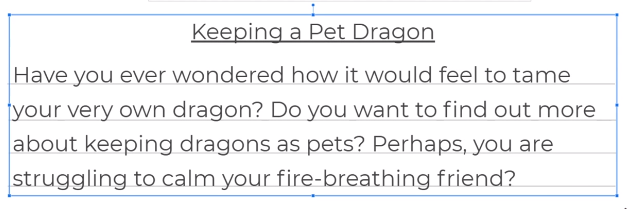 Keeping a Pet Dragon
Have you ever wondered how it would feel to tame
your very own dragon? Do you want to find out more
about keeping dragons as pets? Perhaps, you are
struggling to calm your fire-breathing friend?